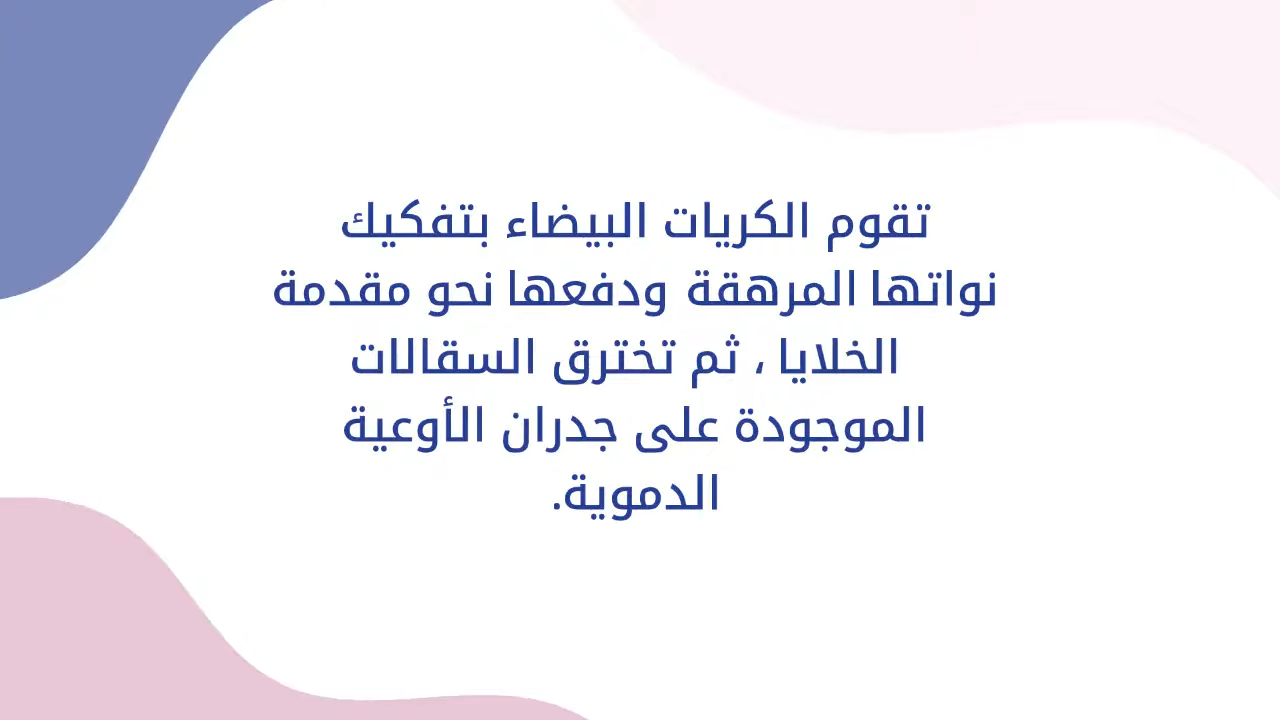 تقوم الكريات البيضاء بتفكيك
نواتها المرهقة ودفعها نحو مقدمة
الخلايا ، ثم تخترق السقالات
الموجودة على جدران الأوعية
الدموية.